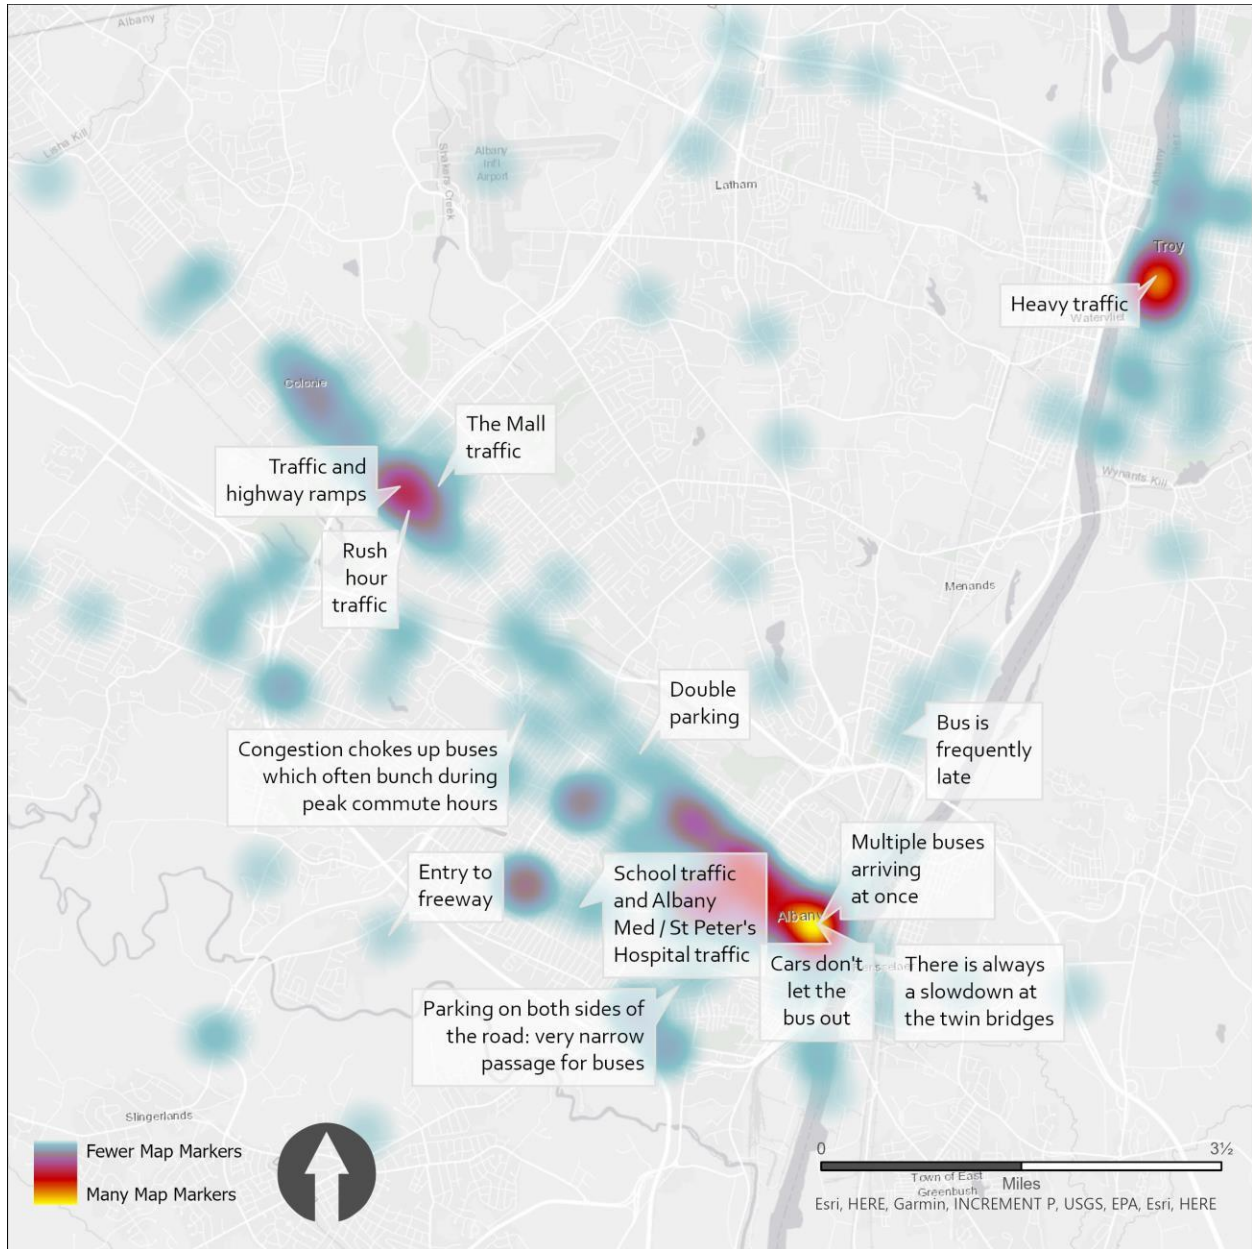 Albany
Lisha Kill
Shakers Creek
Albany
Int'l
Airport
Latham
Albany
Troy
Heavy traffic
Watervliet
Colonie
The Mall
traffic
Traffic and
highway ramps
Wynants Kill
Rush
hour
traffic
Menands
Double
parking
Bus is
frequently
late
Congestion chokes up buses
which often bunch during
peak commute hours
Multiple buses
arriving
at once
Entry to
freeway
School traffic
and Albany
Med / St Peter's
Hospital traffic
Albany
Cars don't
let the
bus out
There is always
a slowdown at
the twin bridges
Parking on both sides of
the road: very narrow
passage for buses
Slingerlands
Fewer Map Markers
Many Map Markers
0 3½
Miles
Town of East
Greenbush
Esri, HERE, Garmin, INCREMENT P, USGS, EPA, Esri, HERE